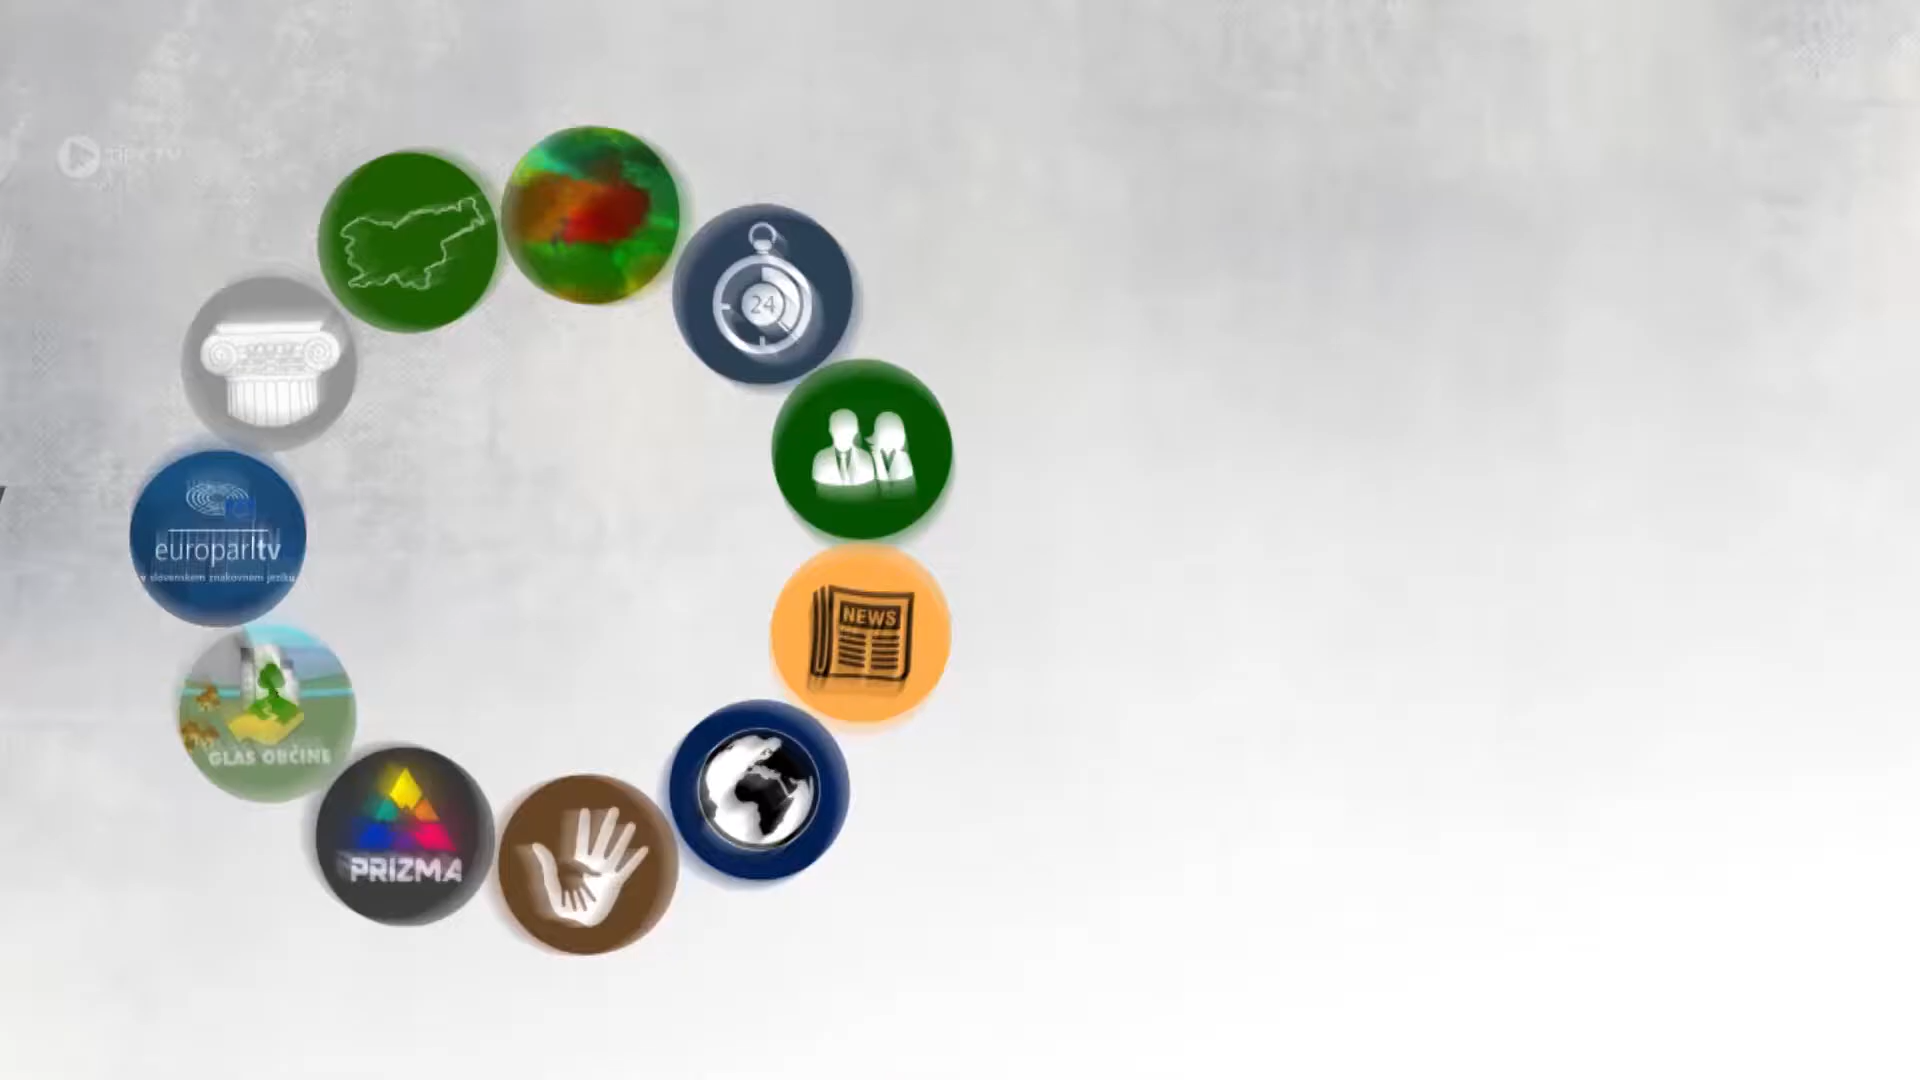 24
NEWS
europarltv
v slovenskem znakovnem jeziku
GLAS OBČINE
PRIZMA